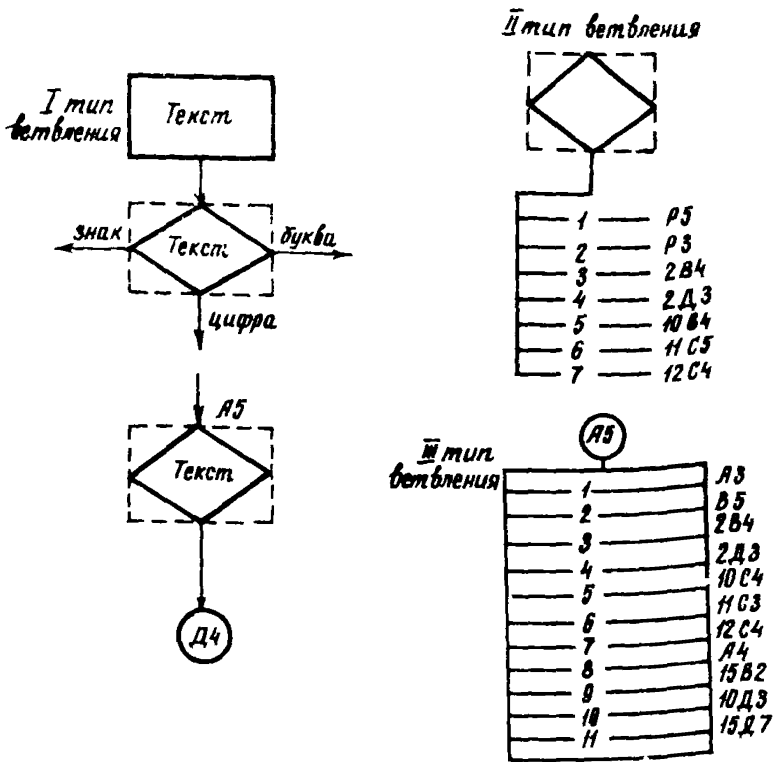 I тип
ветвления
Текст
знак
Текст
буква
цифра
А5
Текст
Д4
II тип ветвления
1 Р5
2 Р3
3 2В4
4 2Д3
5 10В4
6 11С5
7 12С4
А5
III тип
ветвления
1 А3
2 В5
3 2В4
4 2Д3
5 10С4
6 11С3
7 12С4
8 А4
9 15В2
10 10Д3
11 15Д7